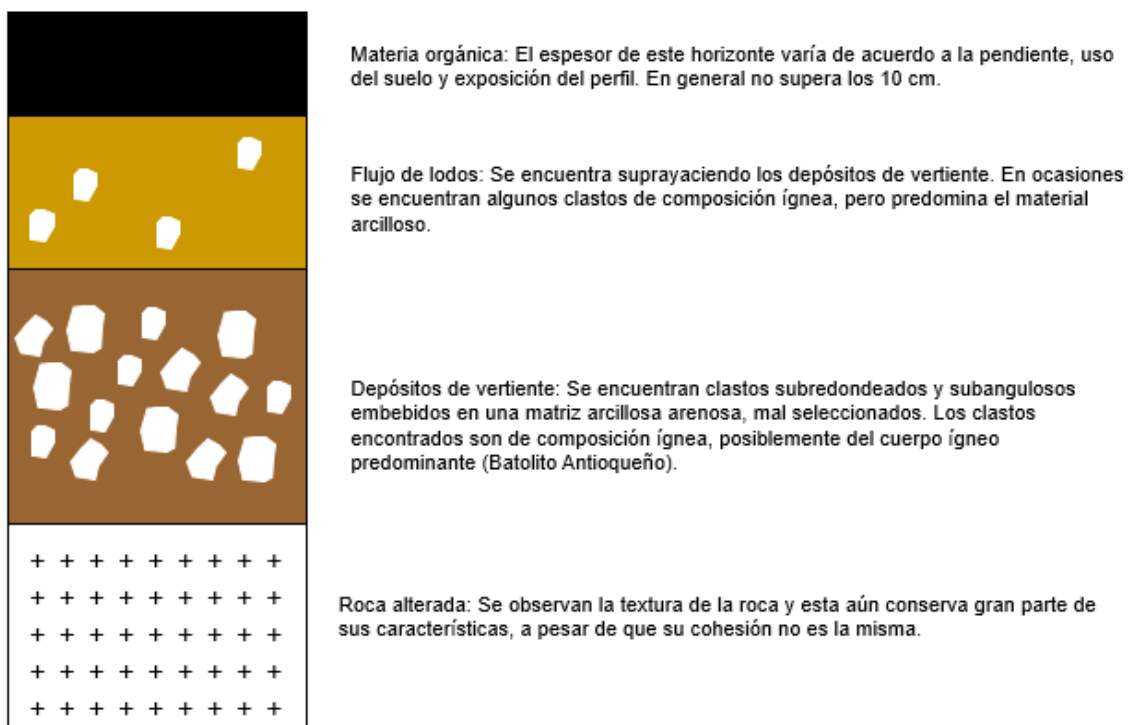 Materia orgánica: El espesor de este horizonte varía de acuerdo a la pendiente, uso
del suelo y exposición del perfil. En general no supera los 10 cm.
Flujo de lodos: Se encuentra suprayaciendo los depósitos de vertiente. En ocasiones
se encuentran algunos clastos de composición ígnea, pero predomina el material
arcilloso.
Depósitos de vertiente: Se encuentran clastos subredondeados y subangulosos
embebidos en una matriz arcillosa arenosa, mal seleccionados. Los clastos
encontrados son de composición ígnea, posiblemente del cuerpo ígneo
predominante (Batolito Antioqueño).
Roca alterada: Se observan la textura de la roca y esta aún conserva gran parte de
sus características, a pesar de que su cohesión no es la misma.